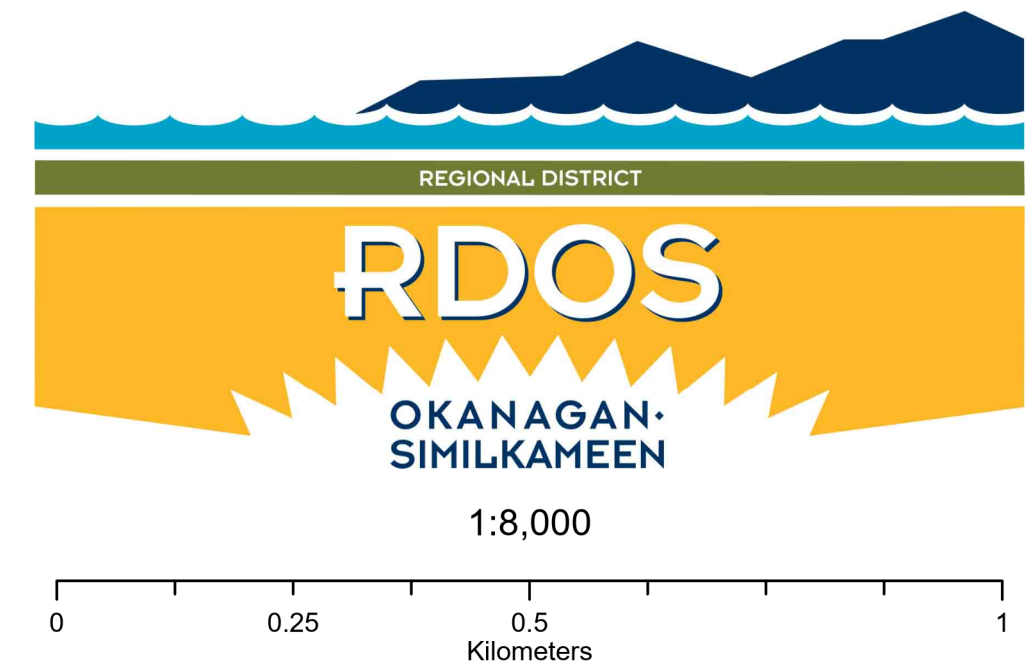 REGIONAL DISTRICT
RDOS
OKANAGAN·
SIMILKAMEEN
1:8,000
0 0.25 0.5 1
Kilometers